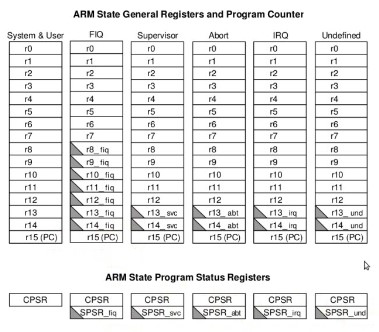 ARM State General Registers and Program Counter
System & User FIQ Supervisor Abort IRQ Undefined
r0 r0 r0 r0 r0 r0
r1 r1 r1 r1 r1 r1
r2 r2 r2 r2 r2 r2
r3 r3 r3 r3 r3 r3
r4 r4 r4 r4 r4 r4
r5 r5 r5 r5 r5 r5
r6 r6 r6 r6 r6 r6
r7 r7 r7 r7 r7 r7
r8 r8_fiq r8 r8 r8 r8
r9 r9_fiq r9 r9 r9 r9
r10 r10_fiq r10 r10 r10 r10
r11 r11_fiq r11 r11 r11 r11
r12 r12_fiq r12 r12 r12 r12
r13 r13_fiq r13_svc r13_abt r13_irq r13_und
r14 r14_fiq r14_svc r14_abt r14_irq r14_und
r15 (PC) r15 (PC) r15 (PC) r15 (PC) r15 (PC) r15 (PC)
ARM State Program Status Registers
CPSR CPSR CPSR CPSR CPSR CPSR
SPSR_fiq SPSR_svc SPSR_abt SPSR_irq SPSR_und